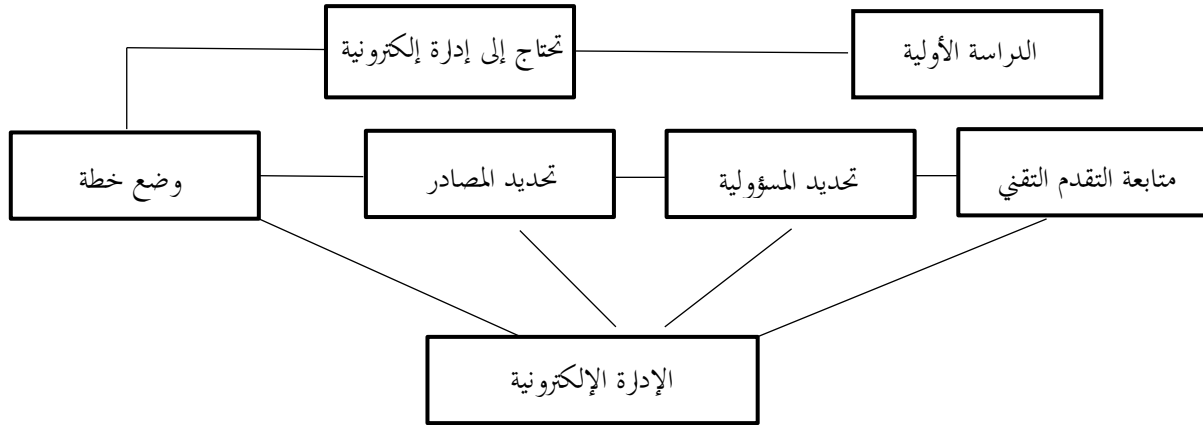 الدراسة الأولية
تحتاج إلى إدارة إلكترونية
متابعة التقدم التقني
تحديد المسؤولية
تحديد المصادر
وضع خطة
الإدارة الإلكترونية